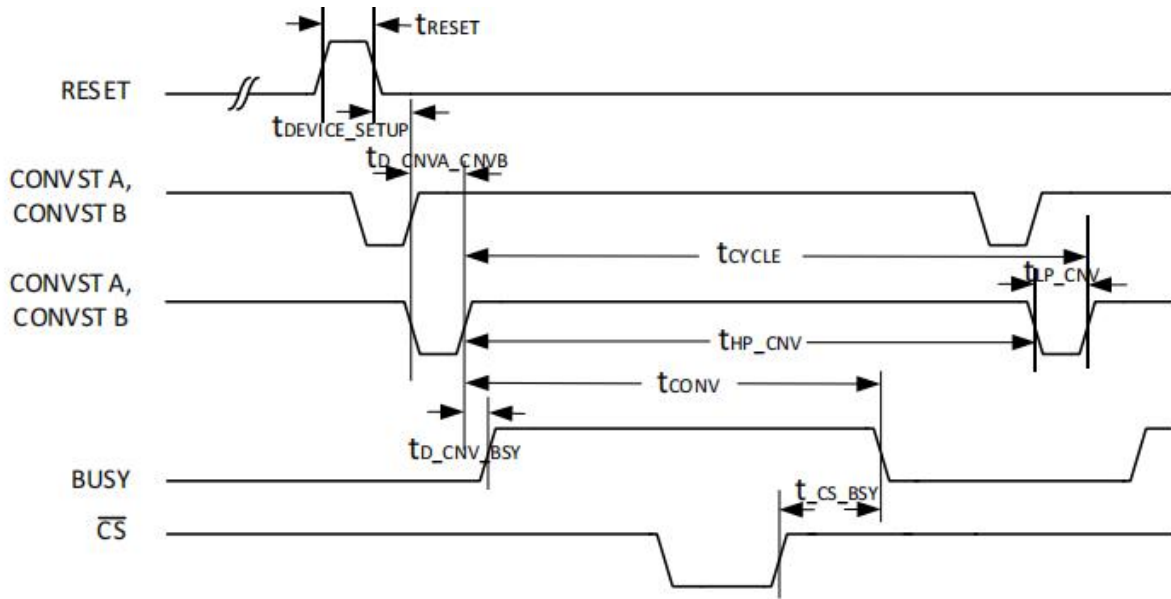 tRESET
RESET
tDEVICE_SETUP
tD_CNVA_CNVB
CONVST A,
CONVST B
tCYCLE
CONVST A,
CONVST B
tLP_CNV
tHP_CNV
tCONV
tD_CNV_BSY
BUSY
t_CS_BSY
CS